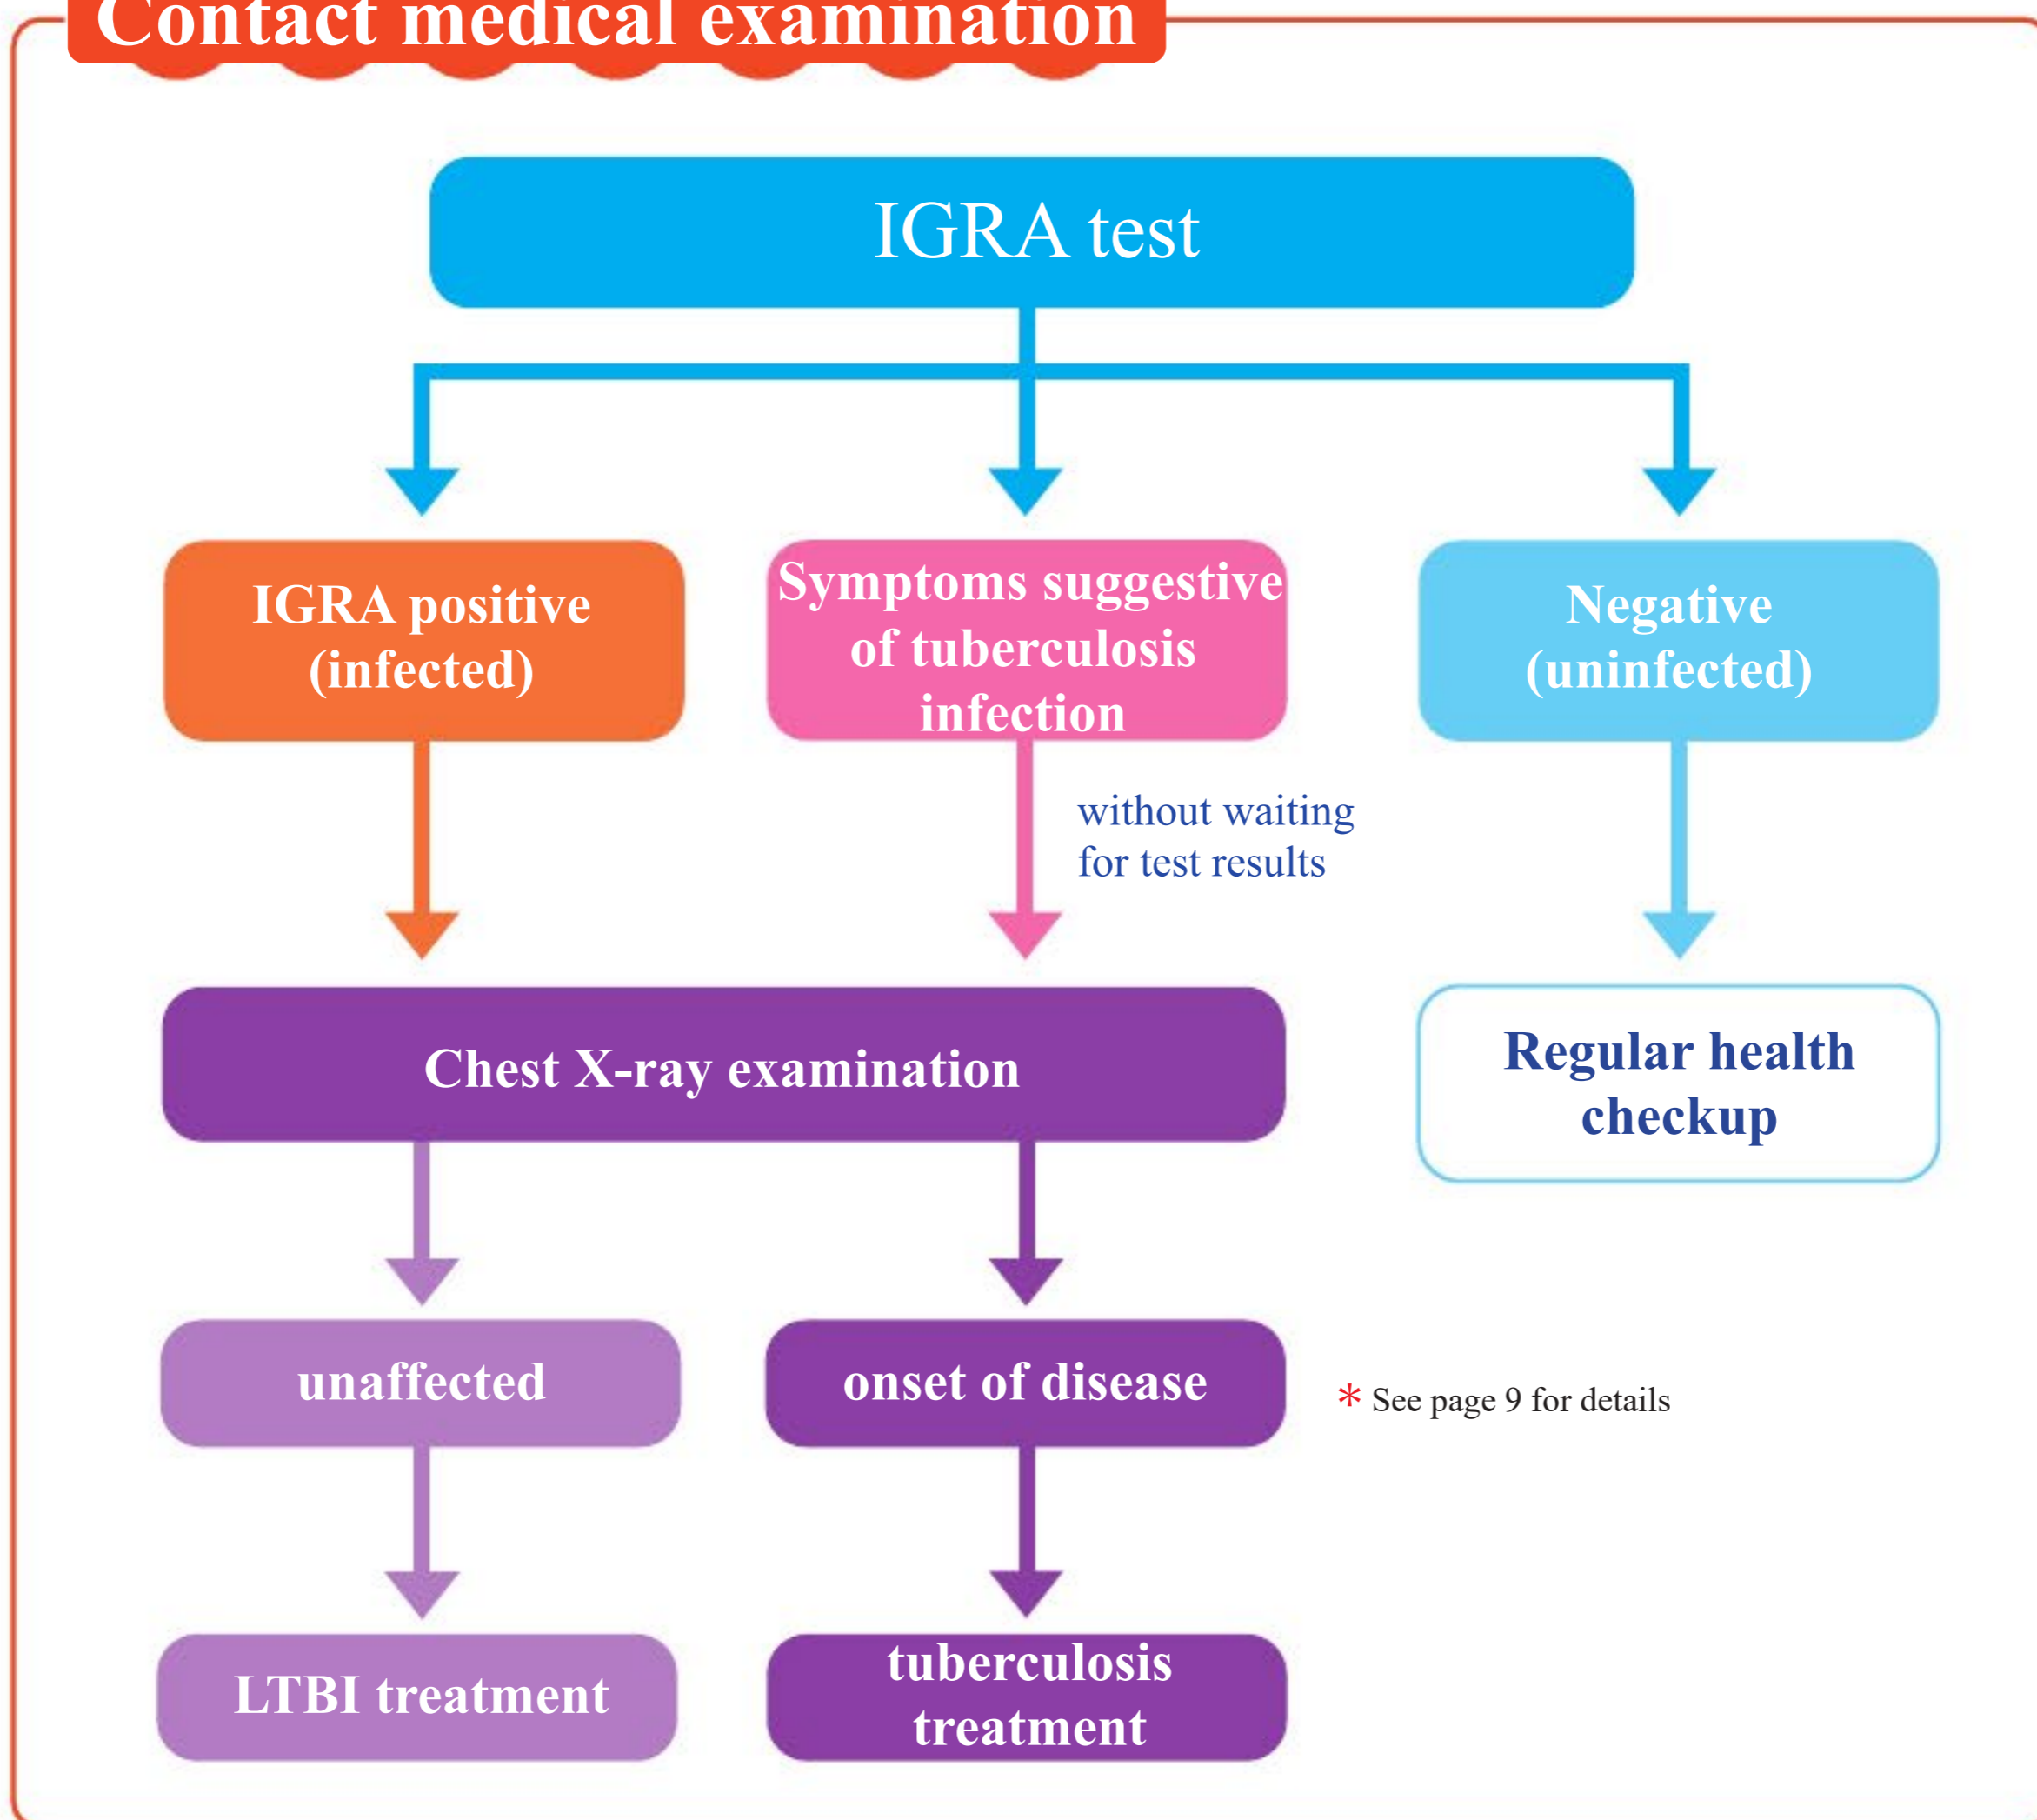 Contact medical examination
IGRA test
IGRA positive
(infected)
Symptoms suggestive
of tuberculosis
infection
Negative
(uninfected)
without waiting
for test results
Chest X-ray examination
Regular health
checkup
unaffected
onset of disease
* See page 9 for details
LTBI treatment
tuberculosis
treatment